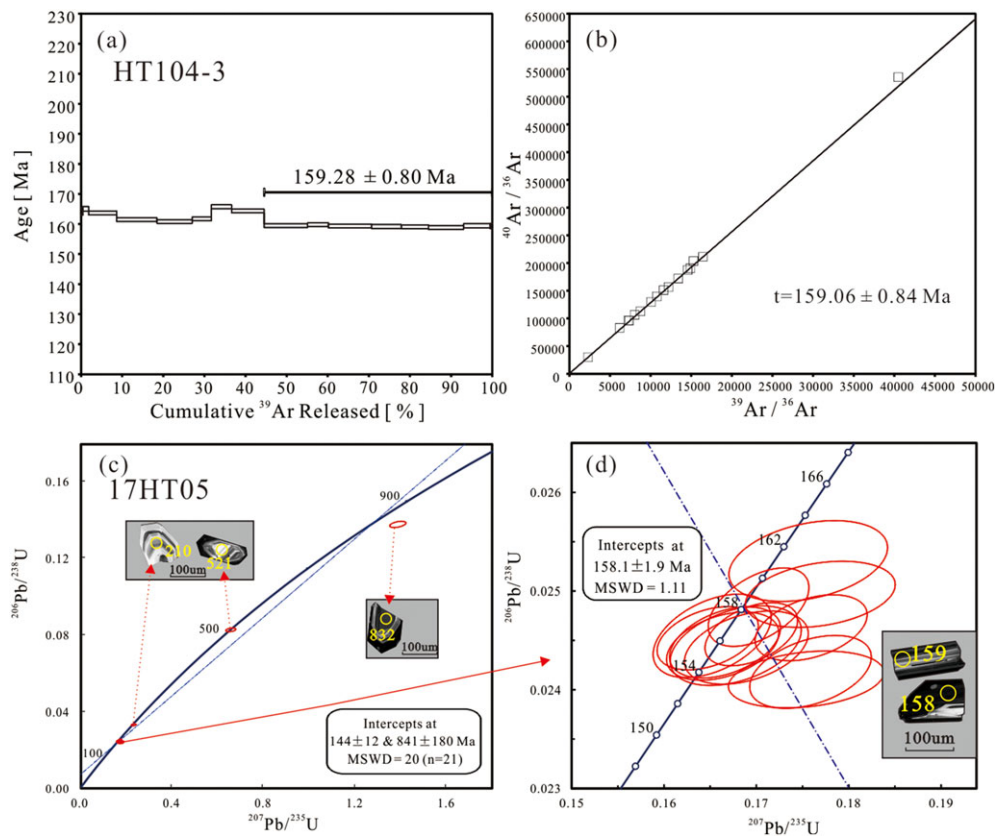 (a)
HT104-3
159.28 ± 0.80 Ma
Age [ Ma ]
230
220
210
200
190
180
170
160
150
140
130
120
110
0 10 20 30 40 50 60 70 80 90 100
Cumulative ³⁹Ar Released [ % ]
(b)
⁴⁰Ar / ³⁶Ar
650000
600000
550000
500000
450000
400000
350000
300000
250000
200000
150000
100000
50000
0
t=159.06 ± 0.84 Ma
0 5000 10000 15000 20000 25000 30000 35000 40000 45000 50000
³⁹Ar / ³⁶Ar
(c)
17HT05
²⁰⁶Pb/²³⁸U
0.16
0.12
0.08
0.04
0.00
900
500
100
210
521
100um
832
100um
Intercepts at
144±12 & 841±180 Ma
MSWD = 20 (n=21)
0.0 0.4 0.8 1.2 1.6
²⁰⁷Pb/²³⁵U
(d)
²⁰⁶Pb/²³⁸U
0.026
0.025
0.024
0.023
166
162
158
154
150
Intercepts at
158.1±1.9 Ma
MSWD = 1.11
159
158
100um
0.15 0.16 0.17 0.18 0.19
²⁰⁷Pb/²³⁵U